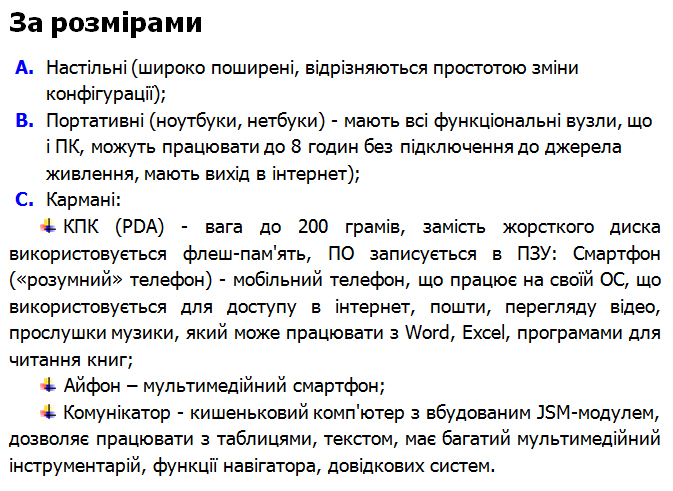 За розмірами
A. Настільні (широко поширені, відрізняються простотою зміни
конфігурації);
B. Портативні (ноутбуки, нетбуки) - мають всі функціональні вузли, що
і ПК, можуть працювати до 8 годин без підключення до джерела
живлення, мають вихід в інтернет);
C. Кармані:
КПК (PDA) - вага до 200 грамів, замість жорсткого диска
використовується флеш-пам'ять, ПО записується в ПЗУ: Смартфон
(«розумний» телефон) - мобільний телефон, що працює на своїй ОС, що
використовується для доступу в інтернет, пошти, перегляду відео,
прослушки музики, який може працювати з Word, Excel, програмами для
читання книг;
Айфон – мультимедійний смартфон;
Комунікатор - кишеньковий комп'ютер з вбудованим JSM-модулем,
дозволяє працювати з таблицями, текстом, має багатий мультимедійний
інструментарій, функції навігатора, довідкових систем.